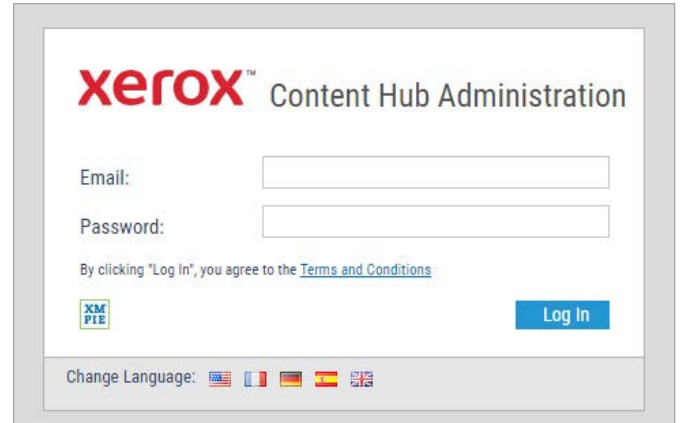 xerox™ Content Hub Administration
Email:
Password:
By clicking "Log In", you agree to the Terms and Conditions
XM
PIE
Log In
Change Language: